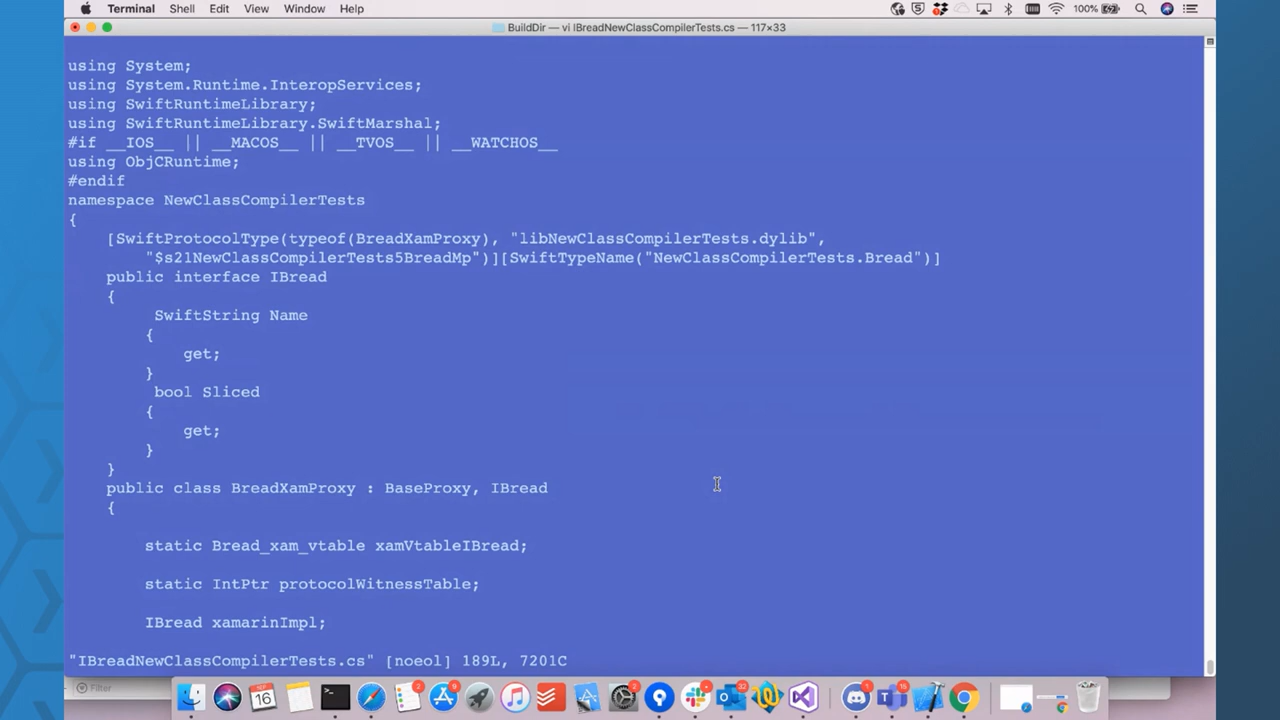 Terminal Shell Edit View Window Help 100%
BuildDir — vi IBreadNewClassCompilerTests.cs — 117×33
using System;
using System.Runtime.InteropServices;
using SwiftRuntimeLibrary;
using SwiftRuntimeLibrary.SwiftMarshal;
#if __IOS__ || __MACOS__ || __TVOS__ || __WATCHOS__
using ObjCRuntime;
#endif
namespace NewClassCompilerTests
{
[SwiftProtocolType(typeof(BreadXamProxy), "libNewClassCompilerTests.dylib",
"$s21NewClassCompilerTests5BreadMp")][SwiftTypeName("NewClassCompilerTests.Bread")]
public interface IBread
{
SwiftString Name
{
get;
}
bool Sliced
{
get;
}
}
public class BreadXamProxy : BaseProxy, IBread
{
static Bread_xam_vtable xamVtableIBread;
static IntPtr protocolWitnessTable;
IBread xamarinImpl;
"IBreadNewClassCompilerTests.cs" [noeol] 189L, 7201C
Filter
SEP
16